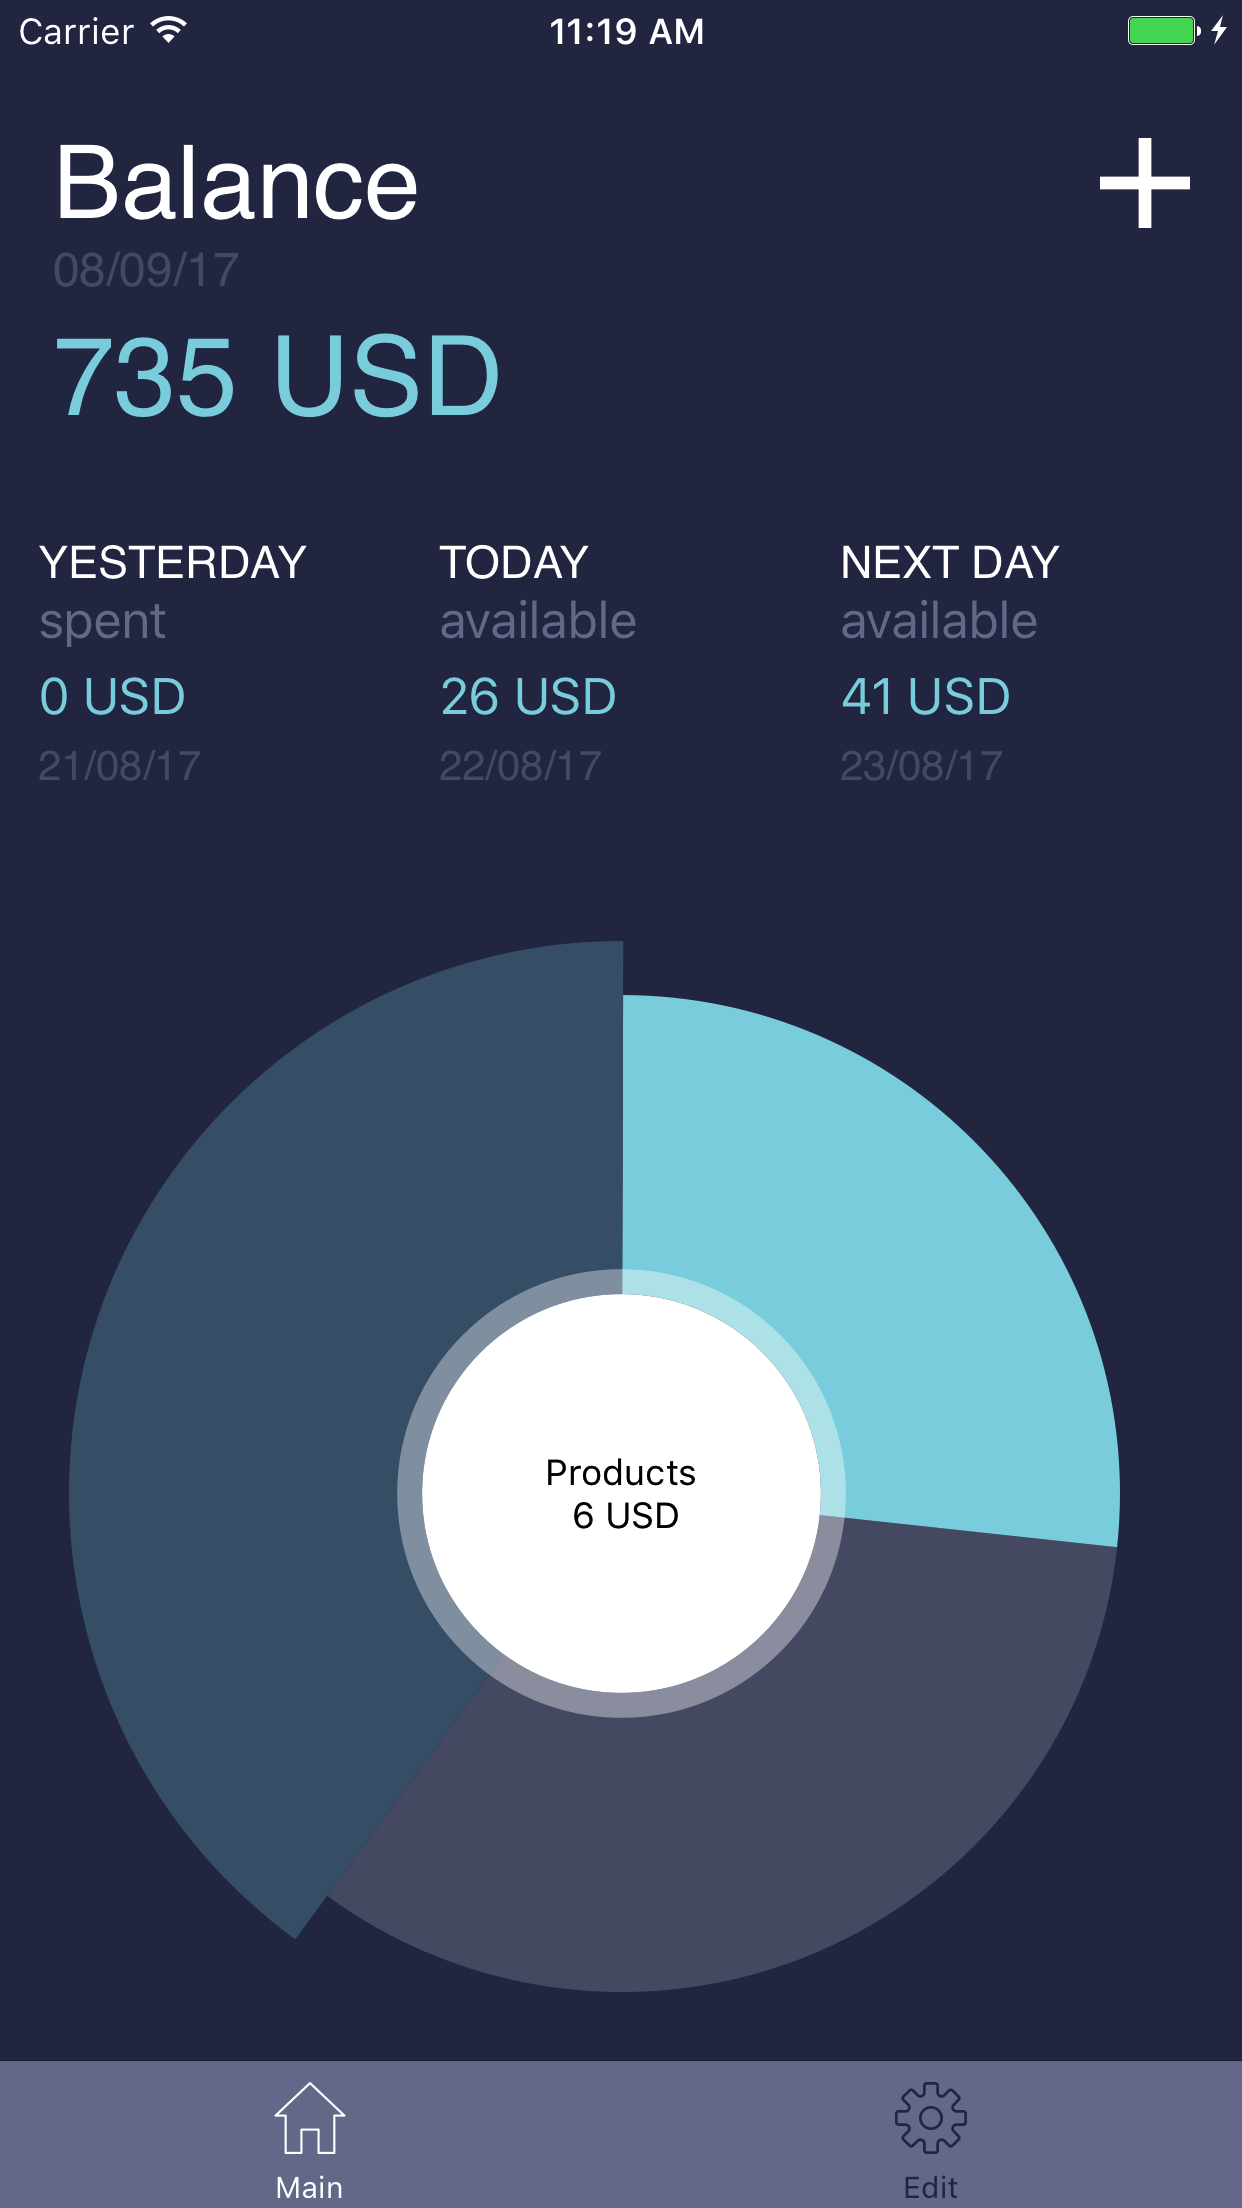 Carrier 11:19 AM
Balance
08/09/17
735 USD
YESTERDAY TODAY NEXT DAY
spent available available
0 USD 26 USD 41 USD
21/08/17 22/08/17 23/08/17
Products
6 USD
Main Edit